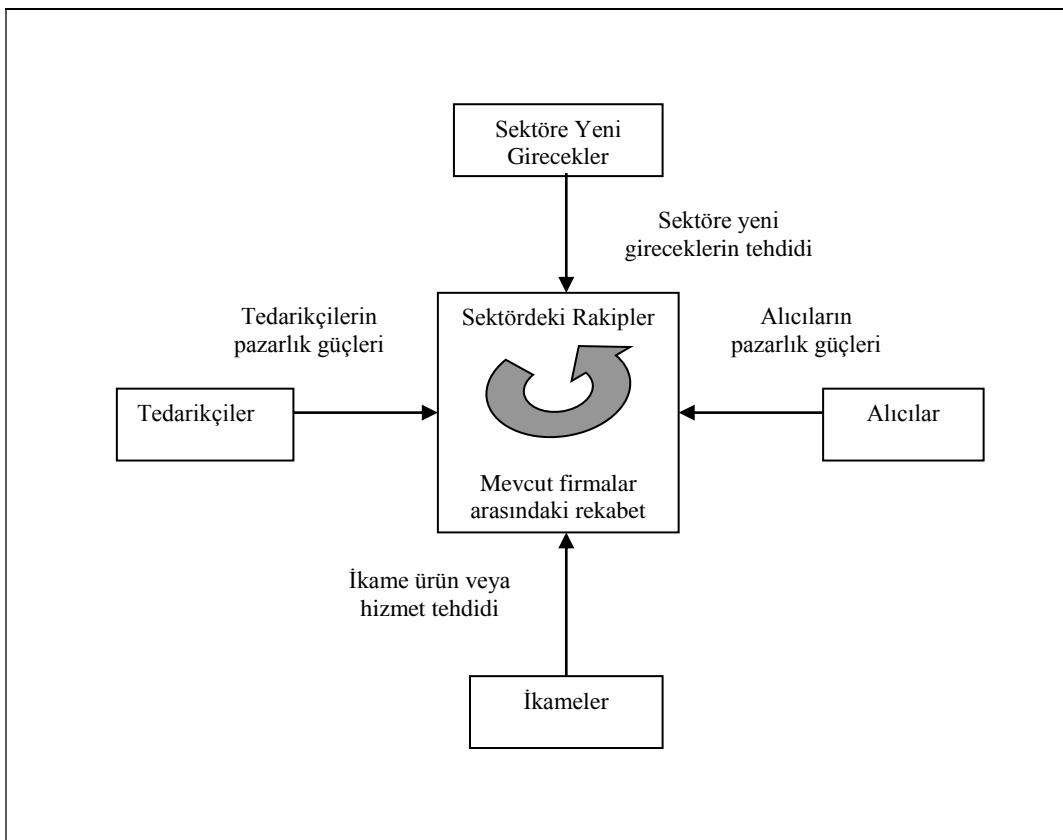 Sektöre Yeni
Girecekler
Sektöre yeni
gireceklerin tehdidi
Tedarikçilerin
pazarlık güçleri
Sektördeki Rakipler
Alıcıların
pazarlık güçleri
Tedarikçiler
Alıcılar
Mevcut firmalar
arasındaki rekabet
İkame ürün veya
hizmet tehdidi
İkameler